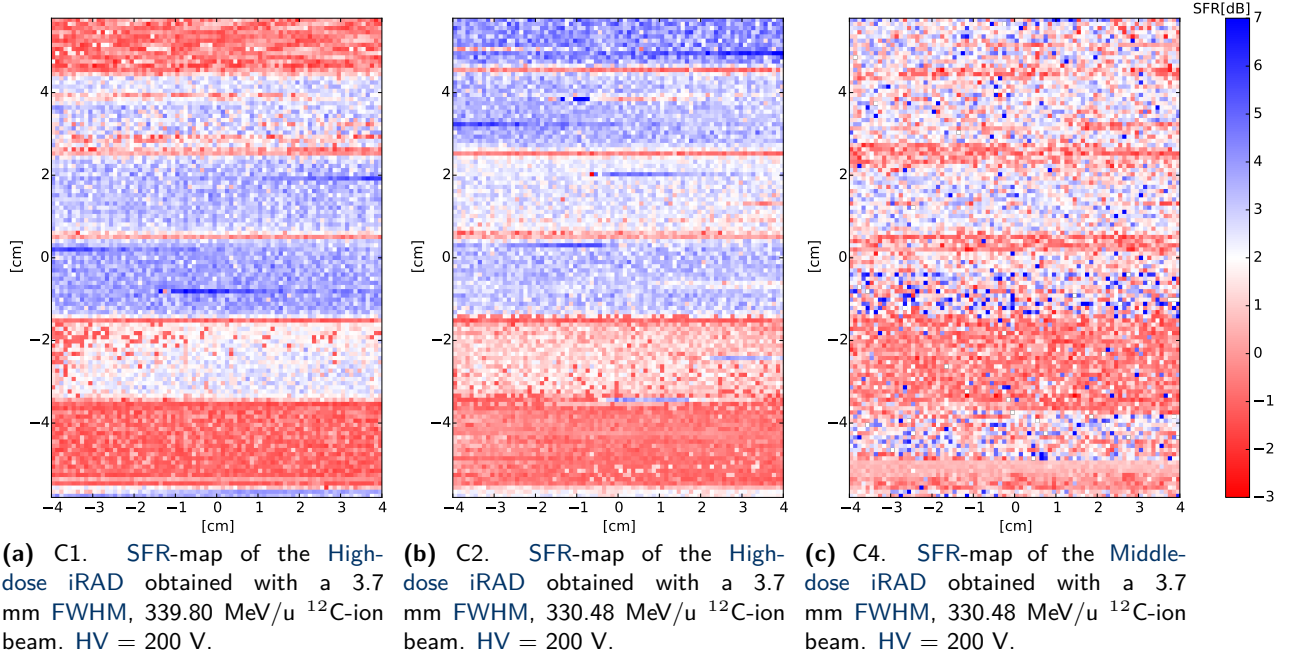 SFR[dB]
7
6
5
4
3
2
1
0
−1
−2
−3
4
2
0
−2
−4
[cm]
−4 −3 −2 −1 0 1 2 3 4
[cm]
4
2
0
−2
−4
[cm]
−4 −3 −2 −1 0 1 2 3 4
[cm]
4
2
0
−2
−4
[cm]
−4 −3 −2 −1 0 1 2 3 4
[cm]
(a) C1. SFR-map of the High-
dose iRAD obtained with a 3.7
mm FWHM, 339.80 MeV/u ¹²C-ion
beam. HV = 200 V.
(b) C2. SFR-map of the High-
dose iRAD obtained with a 3.7
mm FWHM, 330.48 MeV/u ¹²C-ion
beam. HV = 200 V.
(c) C4. SFR-map of the Middle-
dose iRAD obtained with a 3.7
mm FWHM, 330.48 MeV/u ¹²C-ion
beam. HV = 200 V.